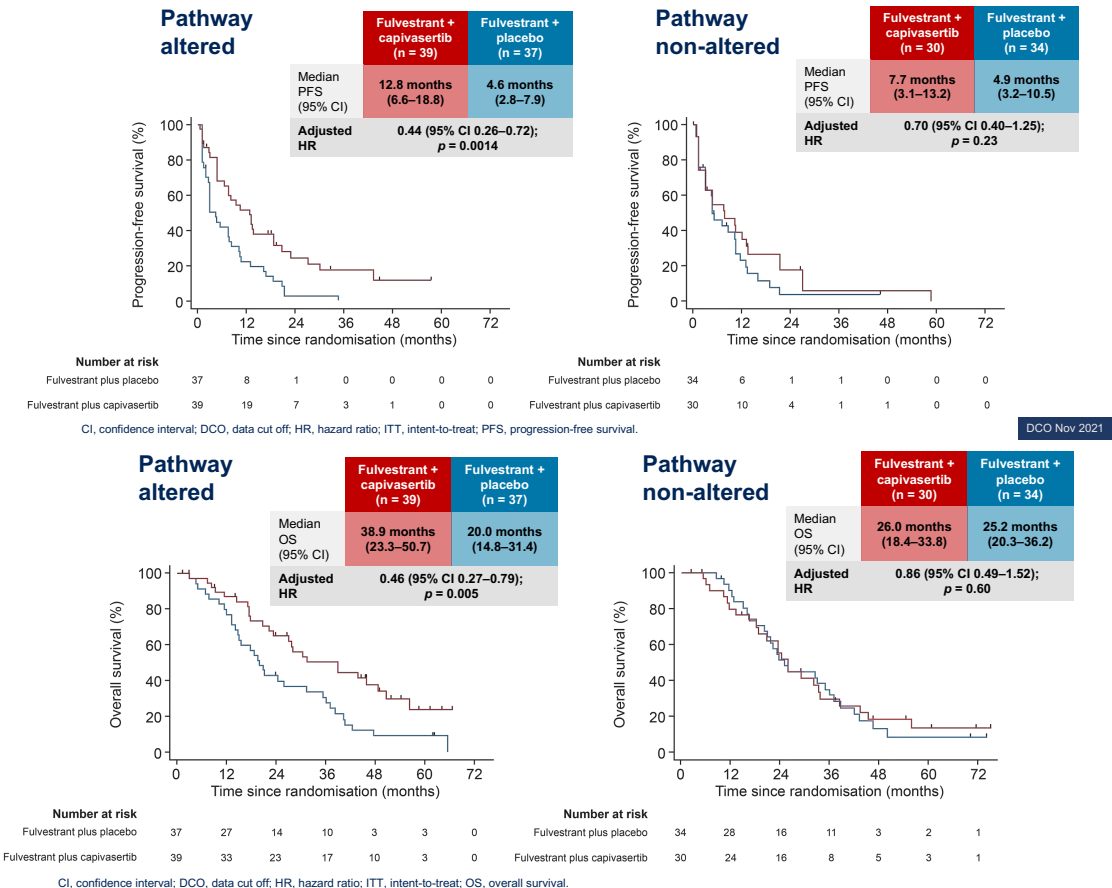 Pathway
altered
Fulvestrant +
capivasertib
(n = 39)
Fulvestrant +
placebo
(n = 37)
Median
PFS
(95% CI)
12.8 months
(6.6–18.8)
4.6 months
(2.8–7.9)
Adjusted
HR
0.44 (95% CI 0.26–0.72);
p = 0.0014
Progression-free survival (%)
100
80
60
40
20
0
0 12 24 36 48 60 72
Time since randomisation (months)
Number at risk
Fulvestrant plus placebo 37 8 1 0 0 0 0
Fulvestrant plus capivasertib 39 19 7 3 1 0 0
Pathway
non-altered
Fulvestrant +
capivasertib
(n = 30)
Fulvestrant +
placebo
(n = 34)
Median
PFS
(95% CI)
7.7 months
(3.1–13.2)
4.9 months
(3.2–10.5)
Adjusted
HR
0.70 (95% CI 0.40–1.25);
p = 0.23
Progression-free survival (%)
100
80
60
40
20
0
0 12 24 36 48 60 72
Time since randomisation (months)
Number at risk
Fulvestrant plus placebo 34 6 1 1 0 0 0
Fulvestrant plus capivasertib 30 10 4 1 1 0 0
CI, confidence interval; DCO, data cut off; HR, hazard ratio; ITT, intent-to-treat; PFS, progression-free survival.
DCO Nov 2021
Pathway
altered
Fulvestrant +
capivasertib
(n = 39)
Fulvestrant +
placebo
(n = 37)
Median
OS
(95% CI)
38.9 months
(23.3–50.7)
20.0 months
(14.8–31.4)
Adjusted
HR
0.46 (95% CI 0.27–0.79);
p = 0.005
Overall survival (%)
100
80
60
40
20
0
0 12 24 36 48 60 72
Time since randomisation (months)
Number at risk
Fulvestrant plus placebo 37 27 14 10 3 3 0
Fulvestrant plus capivasertib 39 33 23 17 10 3 0
Pathway
non-altered
Fulvestrant +
capivasertib
(n = 30)
Fulvestrant +
placebo
(n = 34)
Median
OS
(95% CI)
26.0 months
(18.4–33.8)
25.2 months
(20.3–36.2)
Adjusted
HR
0.86 (95% CI 0.49–1.52);
p = 0.60
Overall survival (%)
100
80
60
40
20
0
0 12 24 36 48 60 72
Time since randomisation (months)
Number at risk
Fulvestrant plus placebo 34 28 16 11 3 2 1
Fulvestrant plus capivasertib 30 24 16 8 5 3 1
CI, confidence interval; DCO, data cut off; HR, hazard ratio; ITT, intent-to-treat; OS, overall survival.